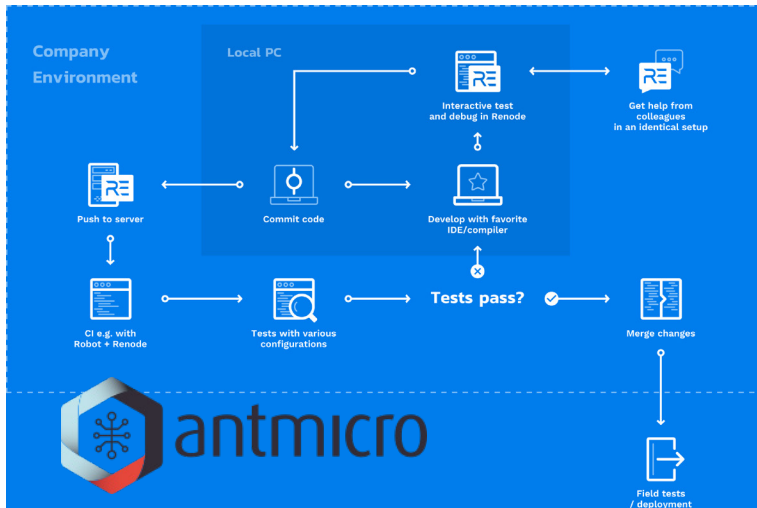 Company
Environment
Local PC
RE
Interactive test
and debug in Renode
RE
Get help from
colleagues
in an identical setup
RE
Push to server
Commit code
Develop with favorite
IDE/compiler
CI e.g. with
Robot + Renode
Tests with various
configurations
Tests pass?
Merge changes
antmicro
Field tests
/ deployment